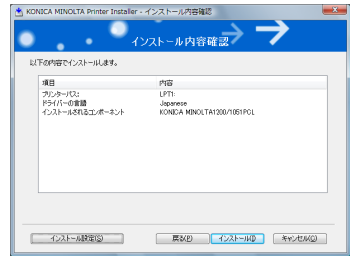 KONICA MINOLTA Printer Installer - インストール内容確認
インストール内容確認
以下の内容でインストールします。
項目 内容
プリンターパス: LPT1:
ドライバーの言語 Japanese
インストールされるコンポーネント KONICA MINOLTA1200/1051PCL
インストール設定(S) 戻る(P) インストール(I) キャンセル(C)